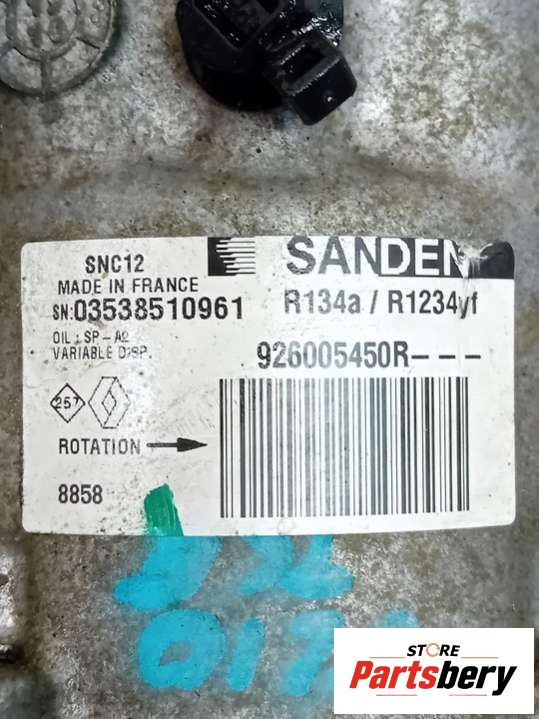 SNC12
SANDEN
MADE IN FRANCE
SN:03538510961
R134a / R1234yf
OIL : SP-A2
VARIABLE DISP.
926005450R---
257
ROTATION
8858
STORE
Partsbery